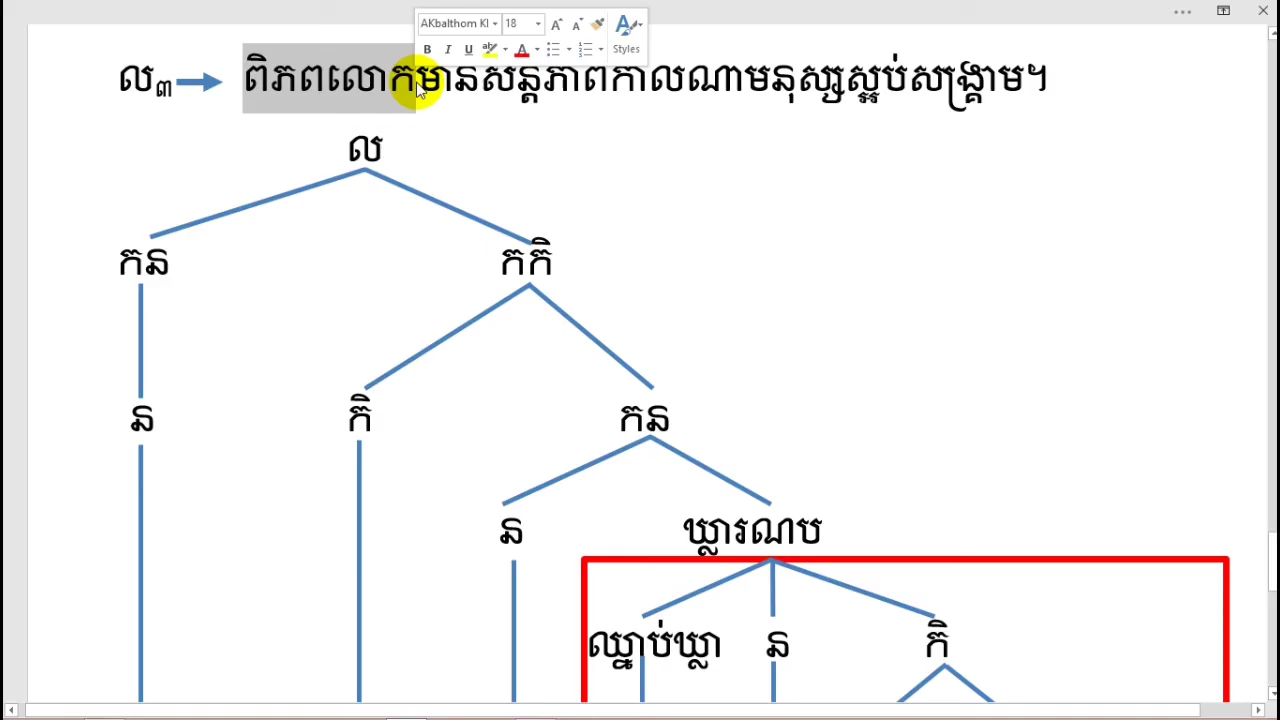 AKbalthom Kl 18
B I U ab A Styles
ល៣ ពិភពលោកមានសន្តភាពកាលណាមនុស្សស្អប់សង្គ្រាម។
ល
កន កកិ
ន កិ កន
ន ឃ្លារណប
ឈ្នាប់ឃ្លា ន កិ